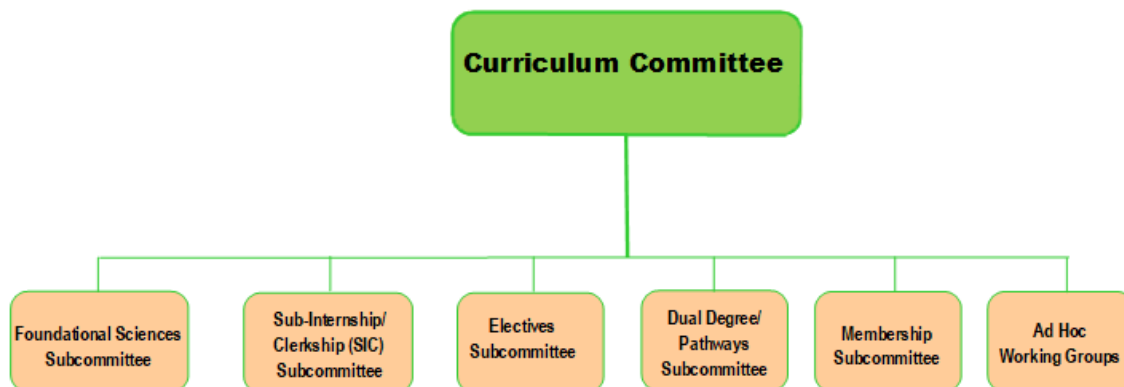 Curriculum Committee
Foundational Sciences
Subcommittee
Sub-Internship/
Clerkship (SIC)
Subcommittee
Electives
Subcommittee
Dual Degree/
Pathways
Subcommittee
Membership
Subcommittee
Ad Hoc
Working Groups